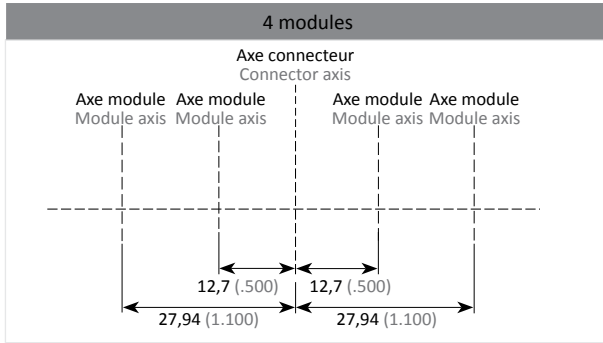 4 modules
Axe connecteur
Connector axis
Axe module Axe module Axe module Axe module
Module axis Module axis Module axis Module axis
12,7 (.500) 12,7 (.500)
27,94 (1.100) 27,94 (1.100)